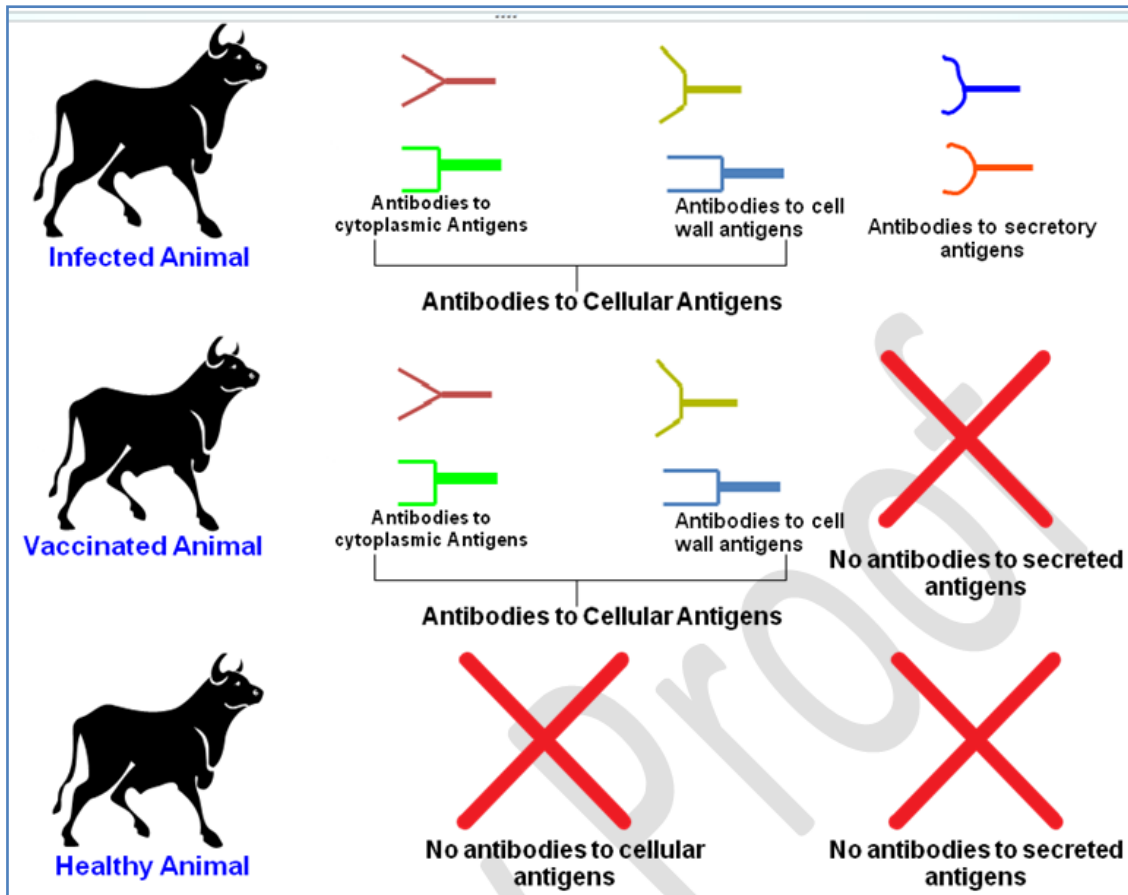 Infected Animal
Antibodies to
cytoplasmic Antigens
Antibodies to cell
wall antigens
Antibodies to secretory
antigens
Antibodies to Cellular Antigens
Vaccinated Animal
Antibodies to
cytoplasmic Antigens
Antibodies to cell
wall antigens
No antibodies to secreted
antigens
Antibodies to Cellular Antigens
Healthy Animal
No antibodies to cellular
antigens
No antibodies to secreted
antigens
Proof